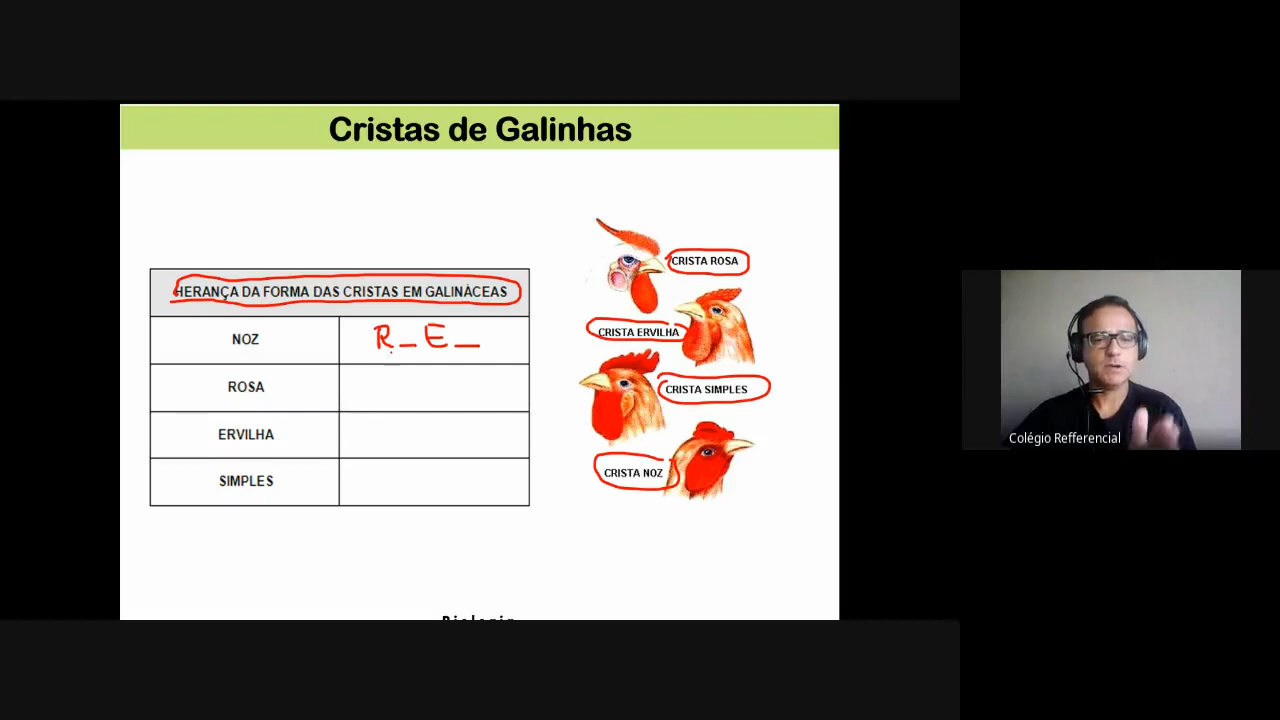 Cristas de Galinhas
HERANÇA DA FORMA DAS CRISTAS EM GALINÁCEAS
NOZ R_E_
ROSA
ERVILHA
SIMPLES
CRISTA ROSA
CRISTA ERVILHA
CRISTA SIMPLES
CRISTA NOZ
Colégio Refferencial